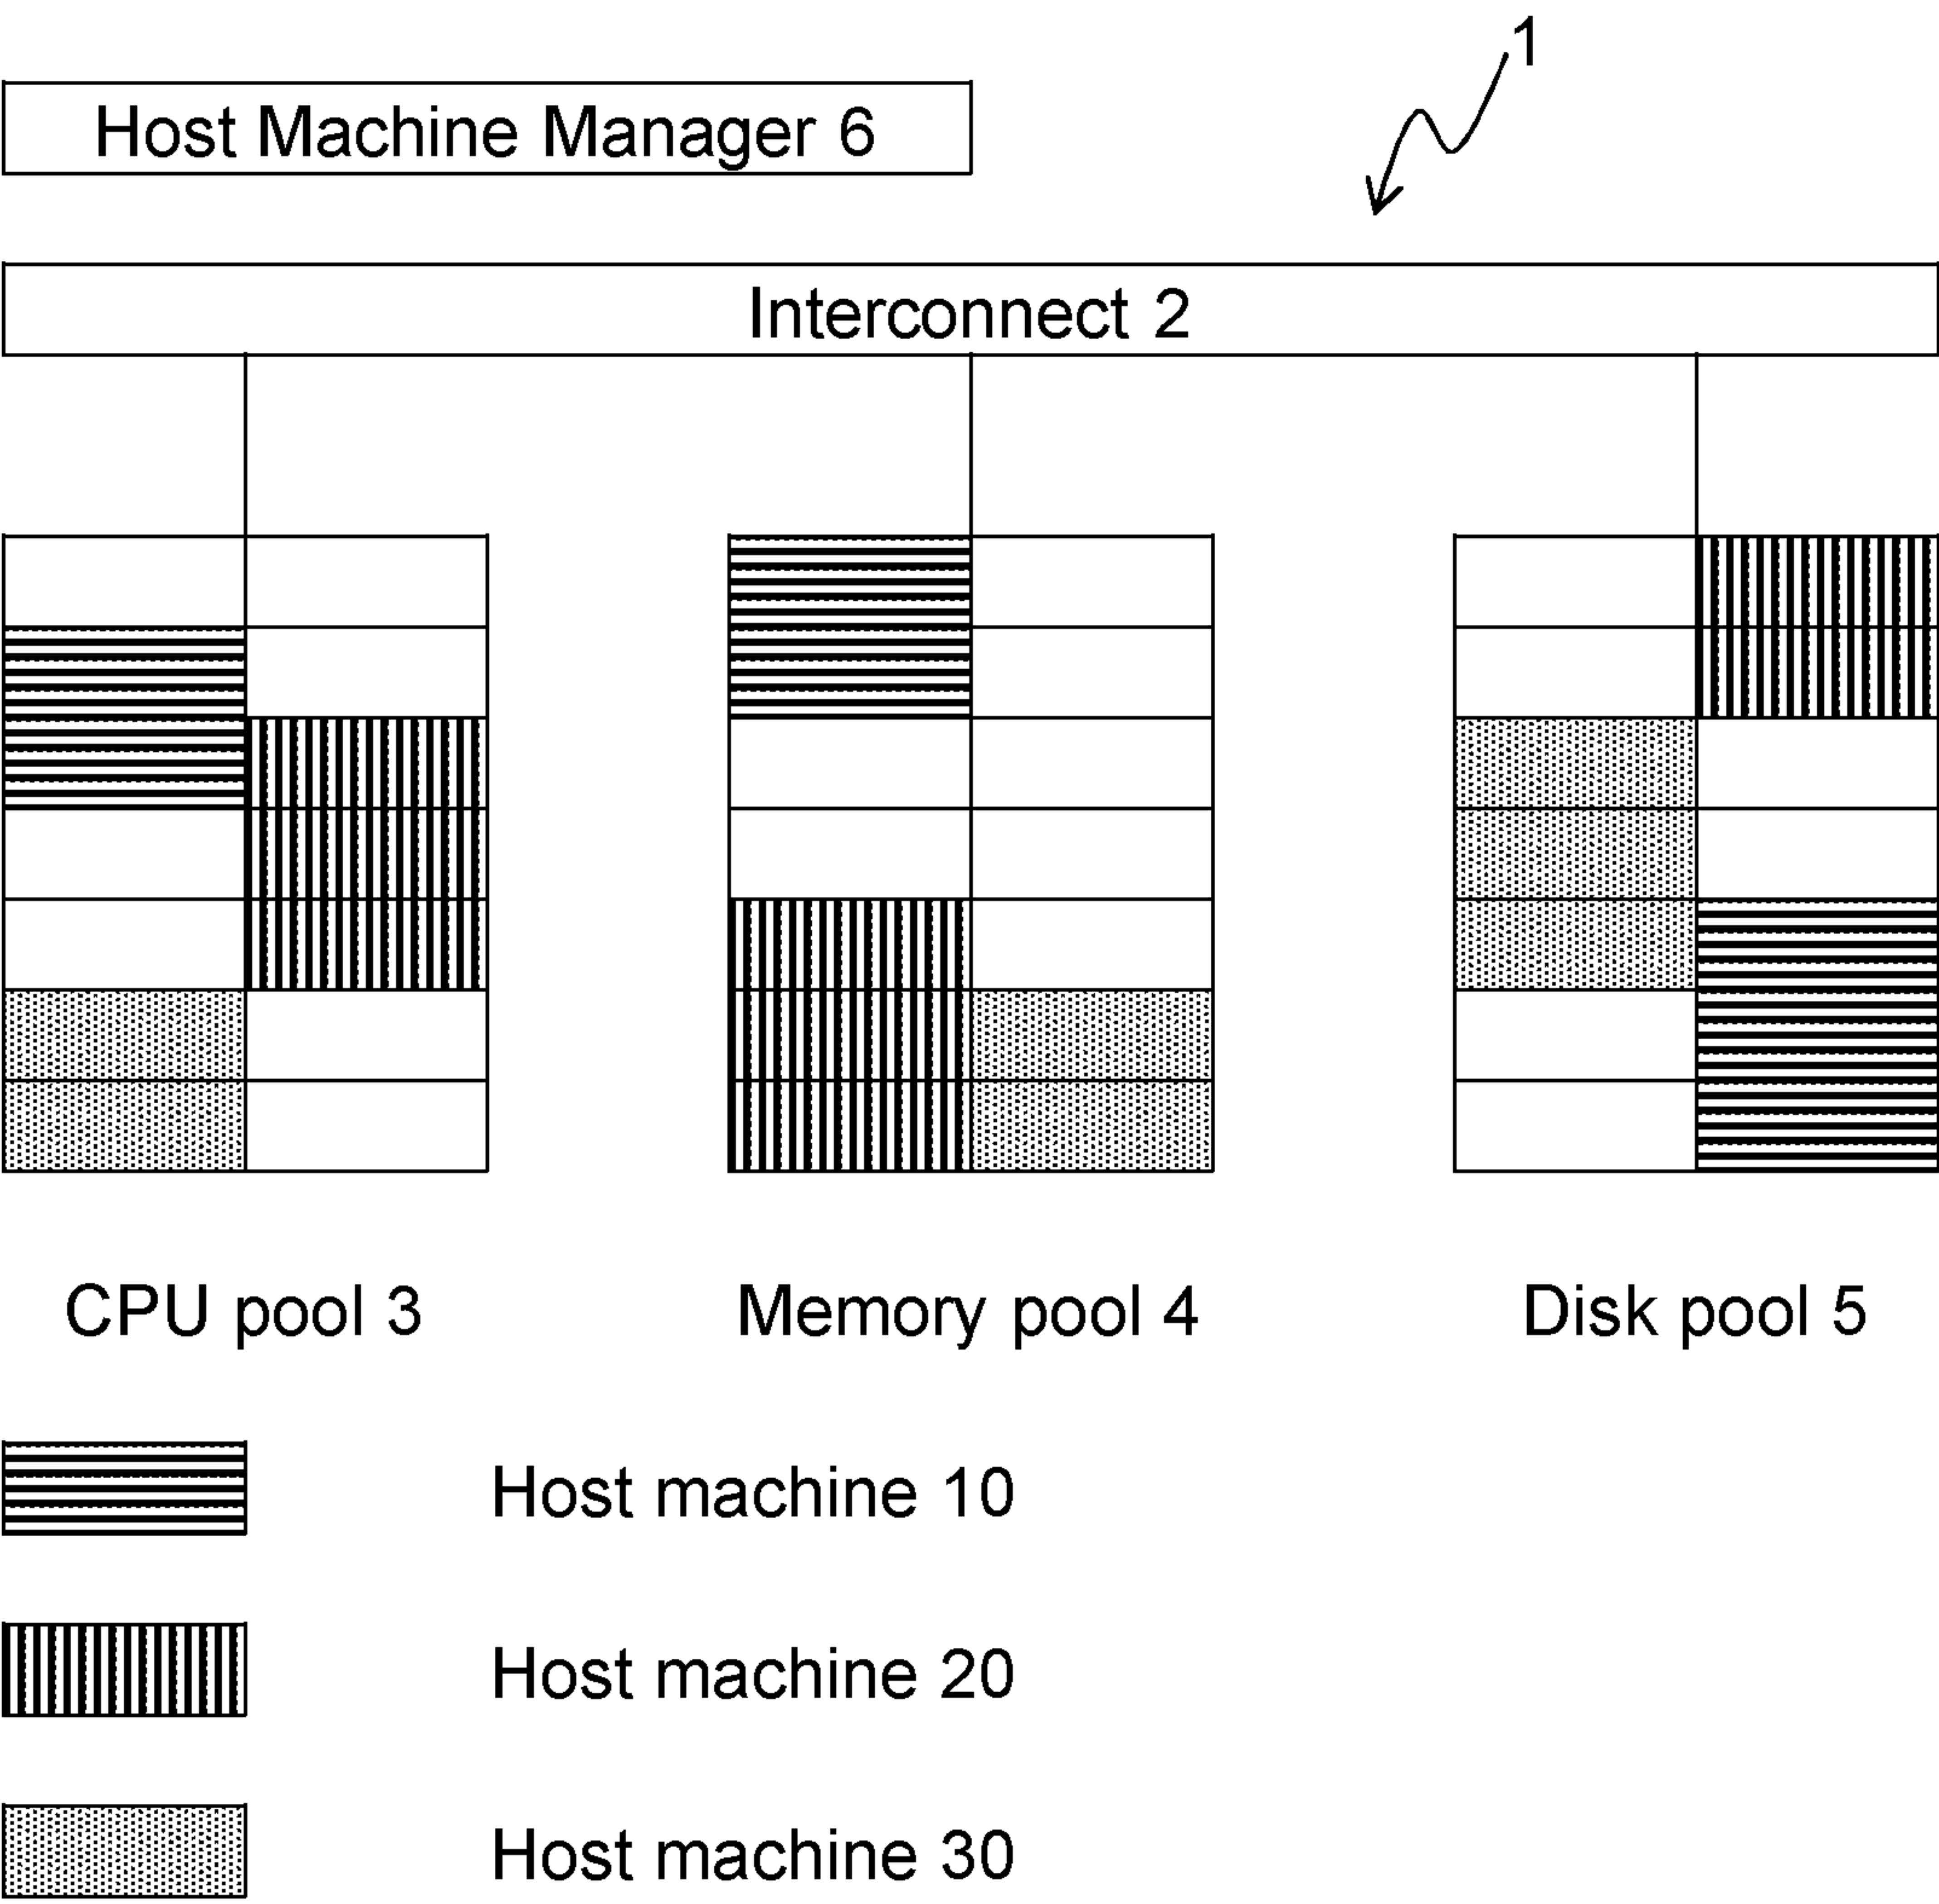 1
Host Machine Manager 6
Interconnect 2
CPU pool 3
Memory pool 4
Disk pool 5
Host machine 10
Host machine 20
Host machine 30